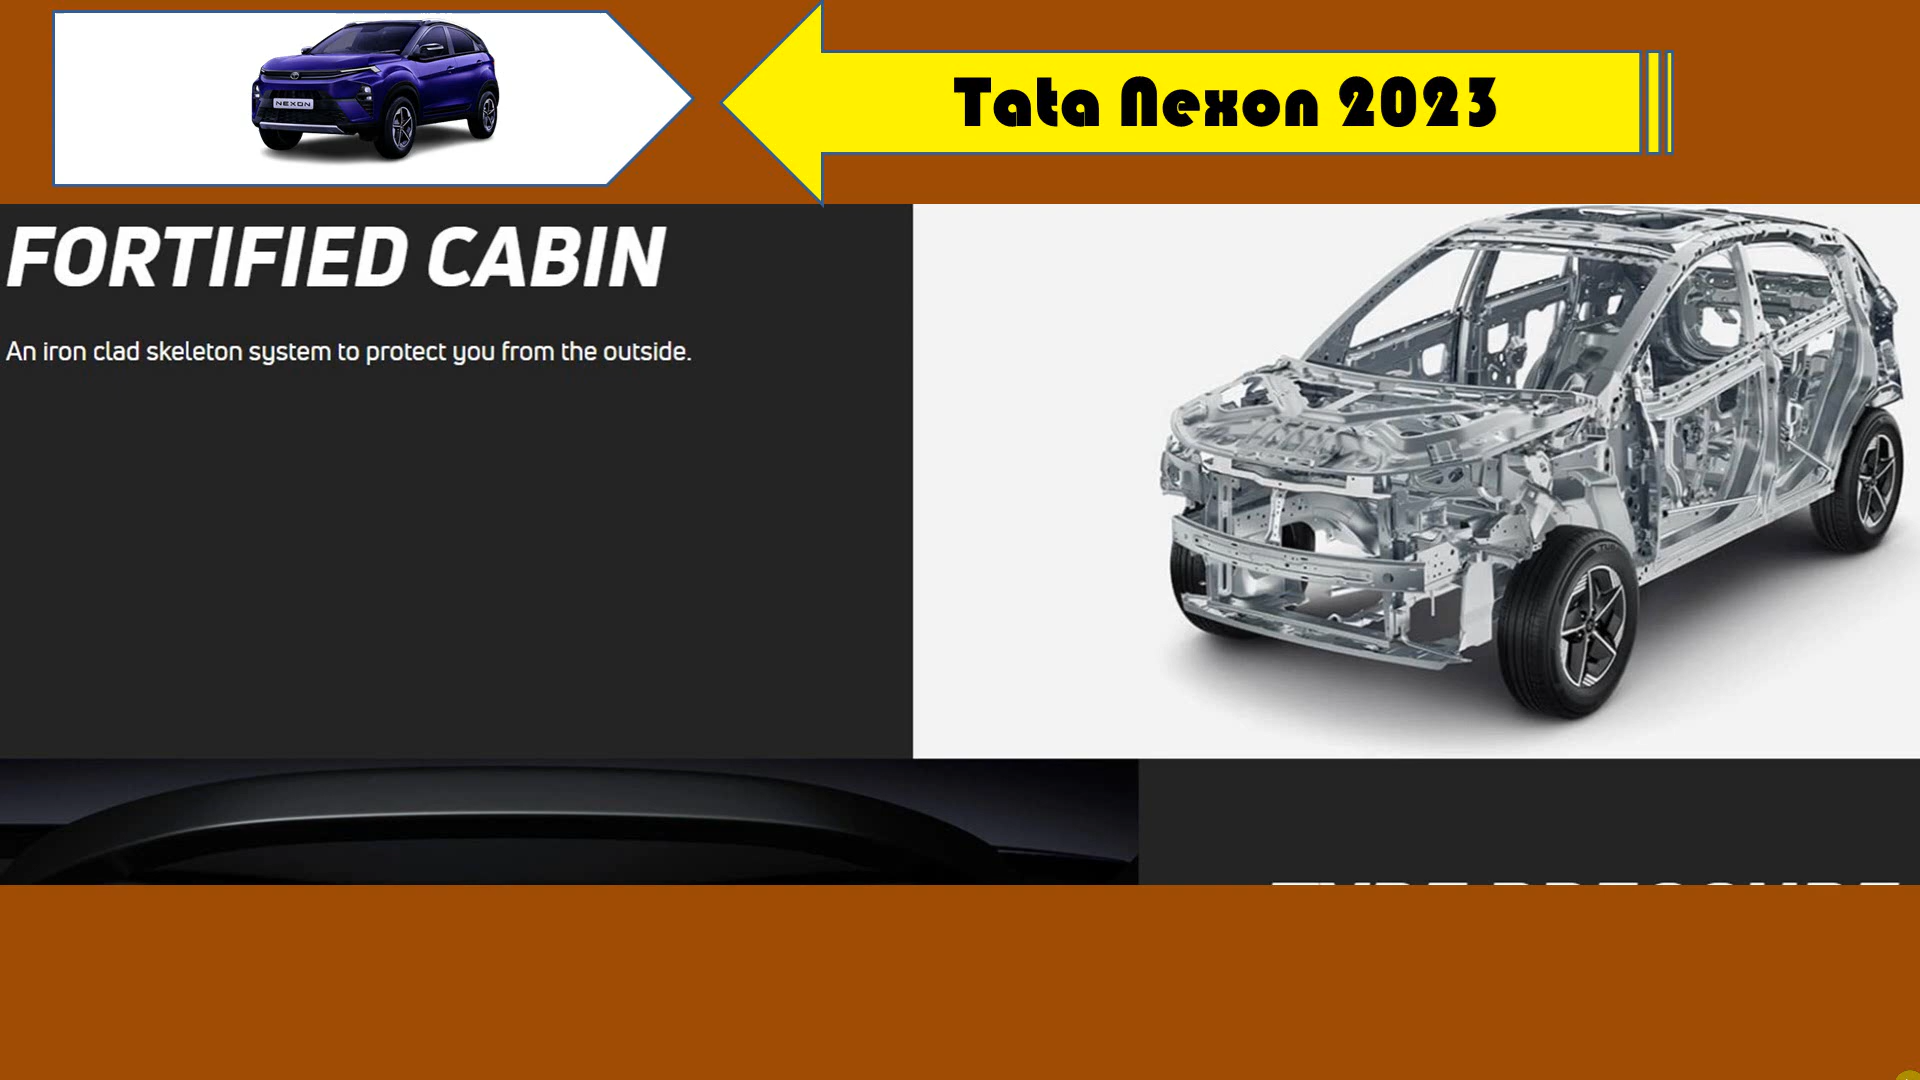 NEXON
Tata Nexon 2023
FORTIFIED CABIN
An iron clad skeleton system to protect you from the outside.